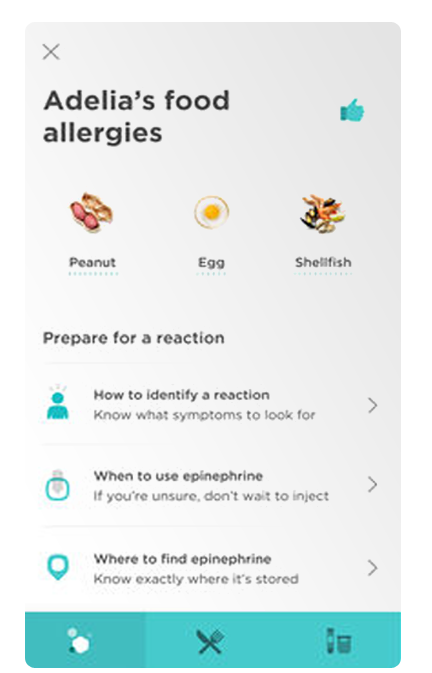 Adelia's food
allergies
Peanut
Egg
Shellfish
Prepare for a reaction
How to identify a reaction
Know what symptoms to look for
When to use epinephrine
If you're unsure, don't wait to inject
Where to find epinephrine
Know exactly where it's stored